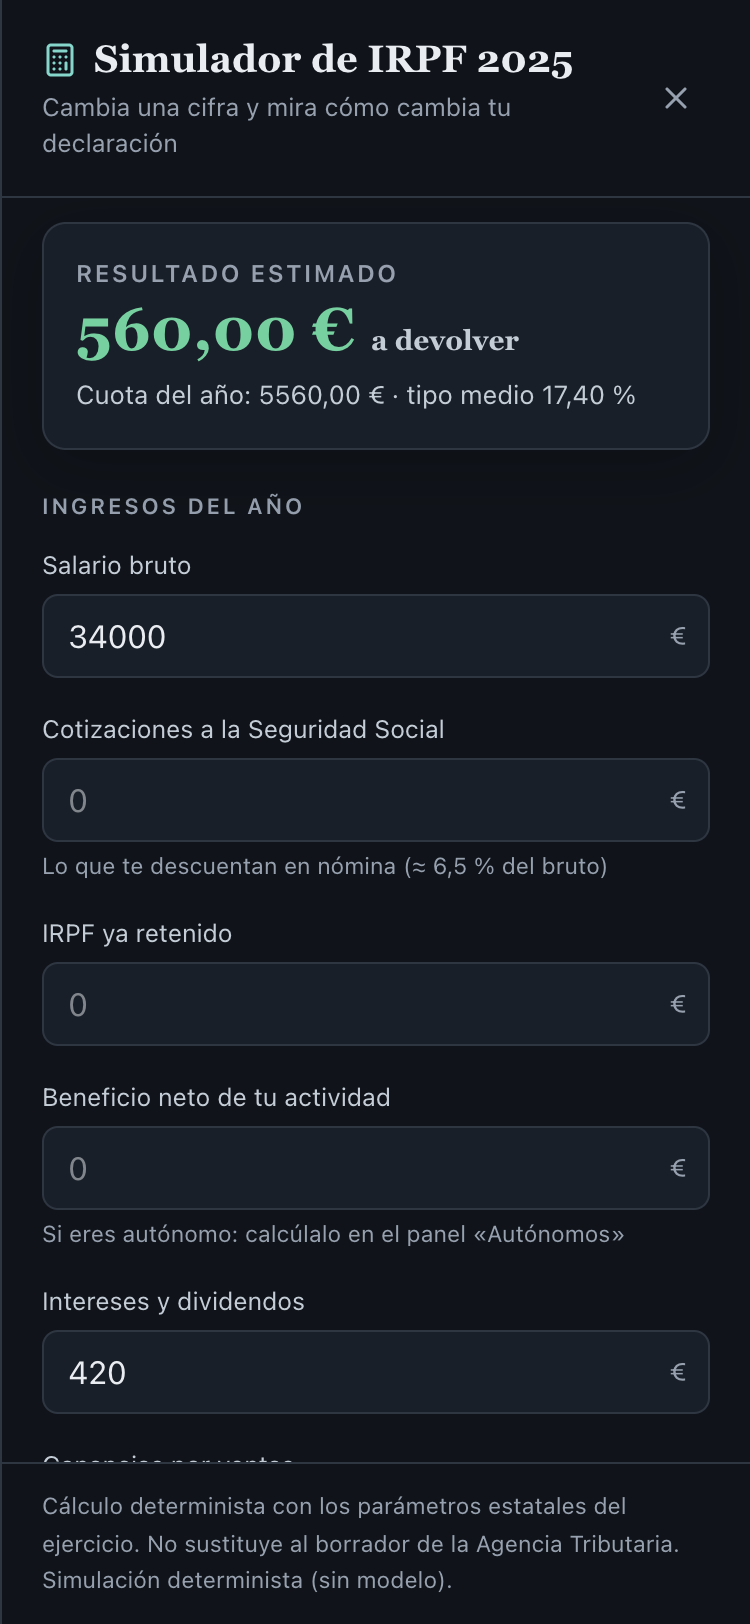 Simulador de IRPF 2025
Cambia una cifra y mira cómo cambia tu
declaración
RESULTADO ESTIMADO
560,00 € a devolver
Cuota del año: 5560,00 € · tipo medio 17,40 %
INGRESOS DEL AÑO
Salario bruto
34000 €
Cotizaciones a la Seguridad Social
0 €
Lo que te descuentan en nómina (≈ 6,5 % del bruto)
IRPF ya retenido
0 €
Beneficio neto de tu actividad
0 €
Si eres autónomo: calcúlalo en el panel «Autónomos»
Intereses y dividendos
420 €
Ganancias por ventas
Cálculo determinista con los parámetros estatales del
ejercicio. No sustituye al borrador de la Agencia Tributaria.
Simulación determinista (sin modelo).